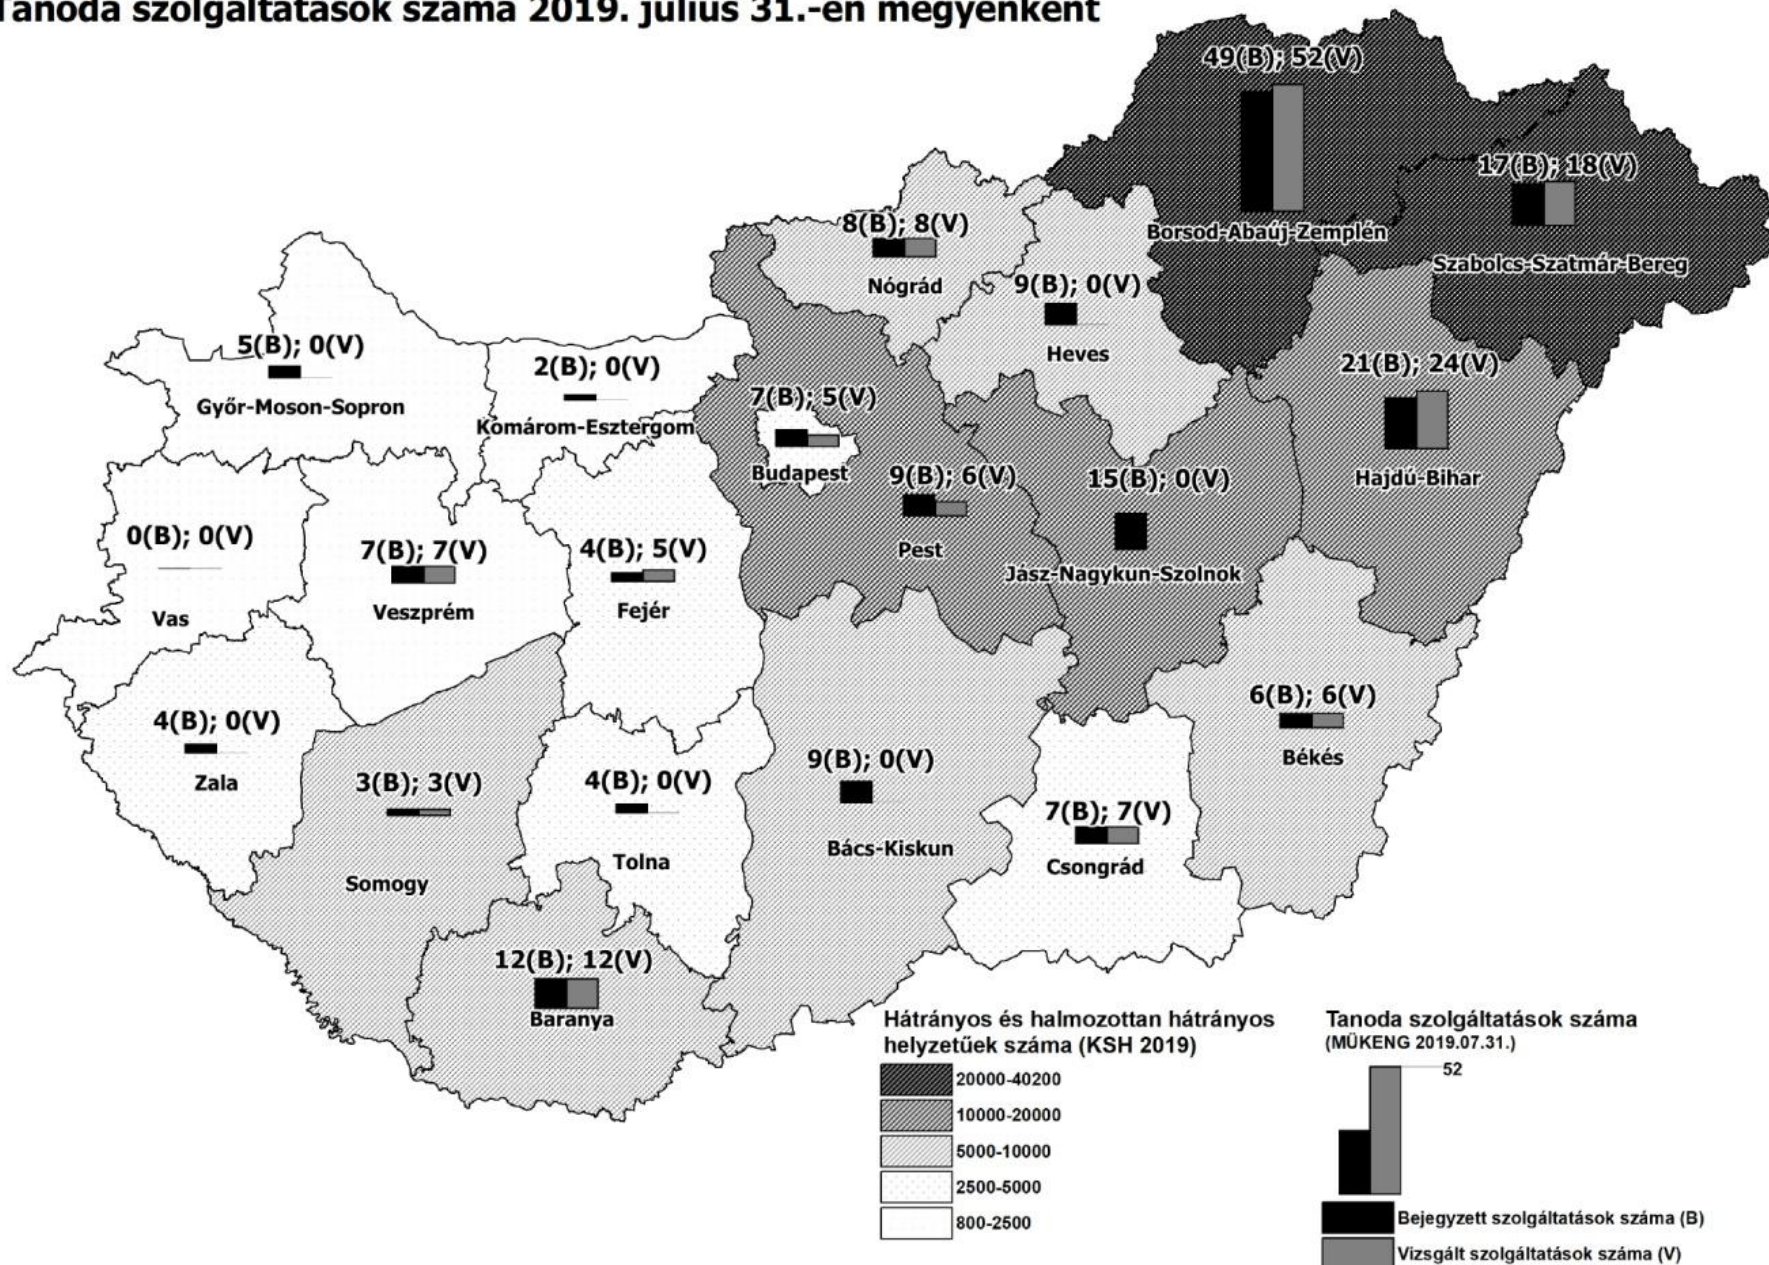 Tanoda szolgáltatások száma 2019. július 31.-én megyénként
49(B); 52(V)
Borsod-Abaúj-Zemplén
17(B); 18(V)
Szabolcs-Szatmár-Bereg
8(B); 8(V)
Nógrád
9(B); 0(V)
Heves
21(B); 24(V)
Hajdú-Bihar
5(B); 0(V)
Győr-Moson-Sopron
2(B); 0(V)
Komárom-Esztergom
7(B); 5(V)
Budapest
9(B); 6(V)
Pest
15(B); 0(V)
Jász-Nagykun-Szolnok
0(B); 0(V)
Vas
7(B); 7(V)
Veszprém
4(B); 5(V)
Fejér
6(B); 6(V)
Békés
4(B); 0(V)
Zala
3(B); 3(V)
Somogy
4(B); 0(V)
Tolna
9(B); 0(V)
Bács-Kiskun
7(B); 7(V)
Csongrád
12(B); 12(V)
Baranya
Hátrányos és halmozottan hátrányos
helyzetűek száma (KSH 2019)
20000-40200
10000-20000
5000-10000
2500-5000
800-2500
Tanoda szolgáltatások száma
(MŰKENG 2019.07.31.)
52
Bejegyzett szolgáltatások száma (B)
Vizsgált szolgáltatások száma (V)